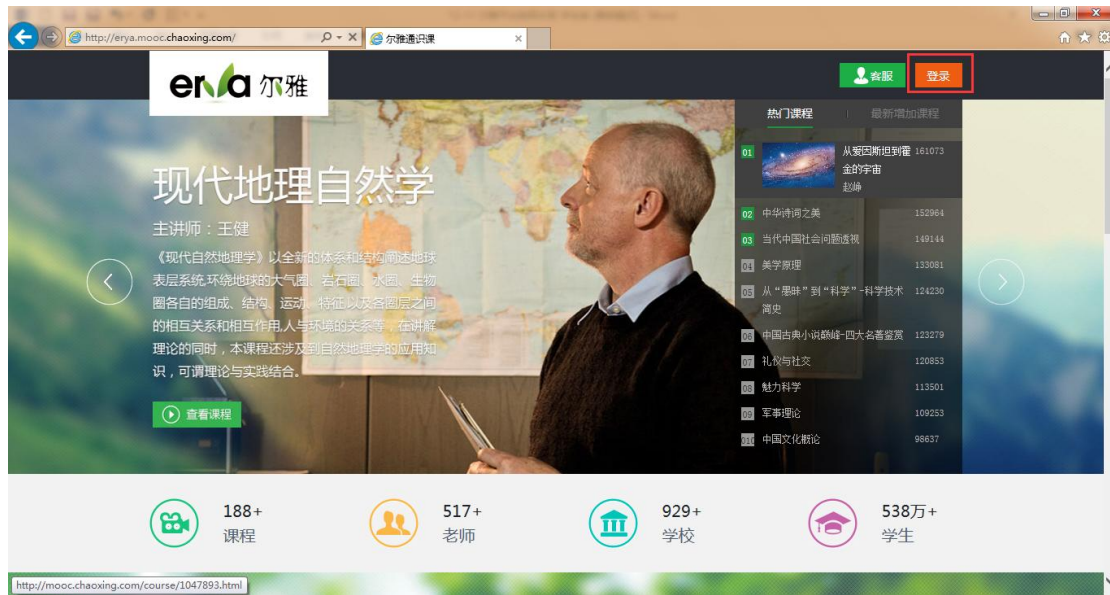 http://erya.mooc.chaoxing.com/
尔雅通识课
erya 尔雅
客服
登录
热门课程
最新增加课程
现代地理自然学
主讲师：王健
《现代自然地理学》以全新的体系和结构阐述地球
表层系统,环绕地球的大气圈、岩石圈、水圈、生物
圈各自的组成、结构、运动、特征以及各圈层之间
的相互关系和相互作用,人与环境的关系等，在讲解
理论的同时，本课程还涉及到自然地理学的应用知
识，可谓理论与实践结合。
查看课程
01 从爱因斯坦到霍 161073
金的宇宙
赵峥
02 中华诗词之美 152964
03 当代中国社会问题透视 149144
04 美学原理 133081
05 从“愚昧”到“科学”-科学技术 124230
简史
06 中国古典小说巅峰-四大名著鉴赏 123279
07 礼仪与社交 120853
08 魅力科学 113501
09 军事理论 109253
010 中国文化概论 98637
188+
课程
517+
老师
929+
学校
538万+
学生
http://mooc.chaoxing.com/course/1047893.html